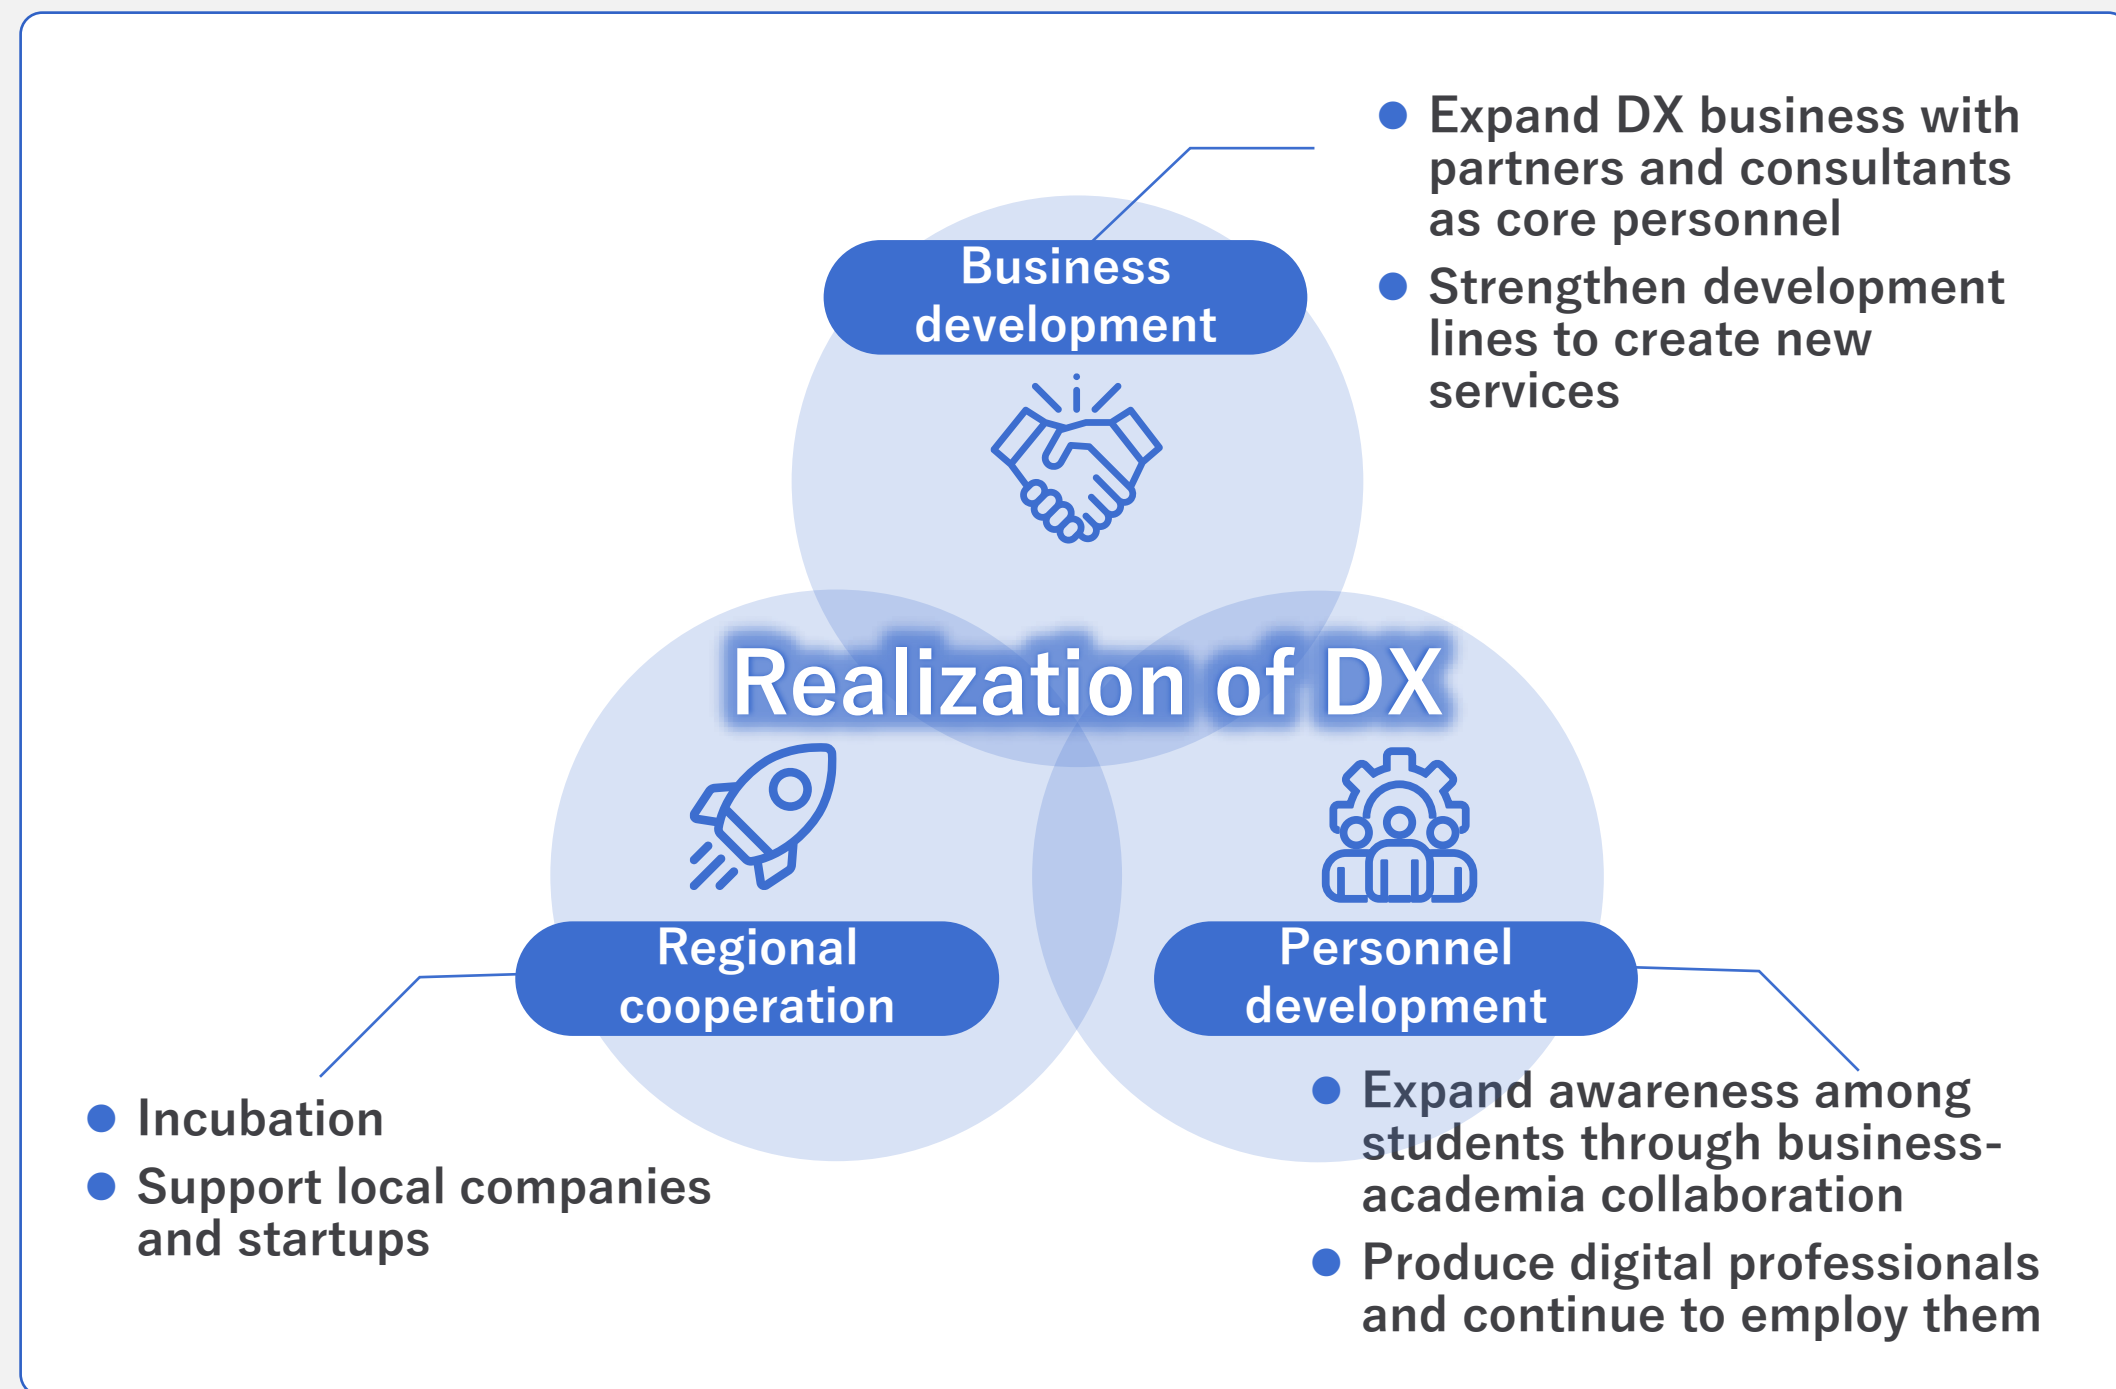 Expand DX business with
partners and consultants
as core personnel
Strengthen development
lines to create new
services
Business
development
Realization of DX
Regional
cooperation
Personnel
development
Incubation
Support local companies
and startups
Expand awareness among
students through business-
academia collaboration
Produce digital professionals
and continue to employ them